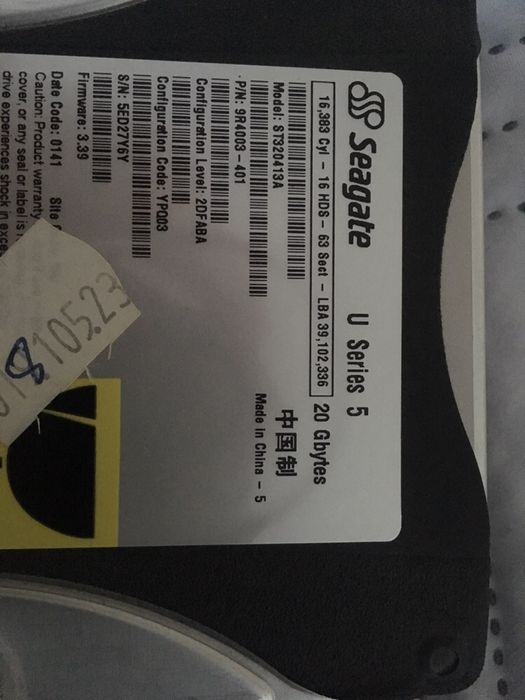 Seagate U Series 5
16,383 Cyl - 16 HDS - 63 Sect - LBA 39,102,336 20 Gbytes
Model: ST320413A
中国制
P/N: 9R4003-401
Made in China - 5
Configuration Level: 2DFABA
Configuration Code: YPQ03
S/N: 5ED27Y6Y
Firmware: 3.39
Date Code: 0141
Caution: Product warranty
cover, or any seal or label is
drive experiences shock in
10523